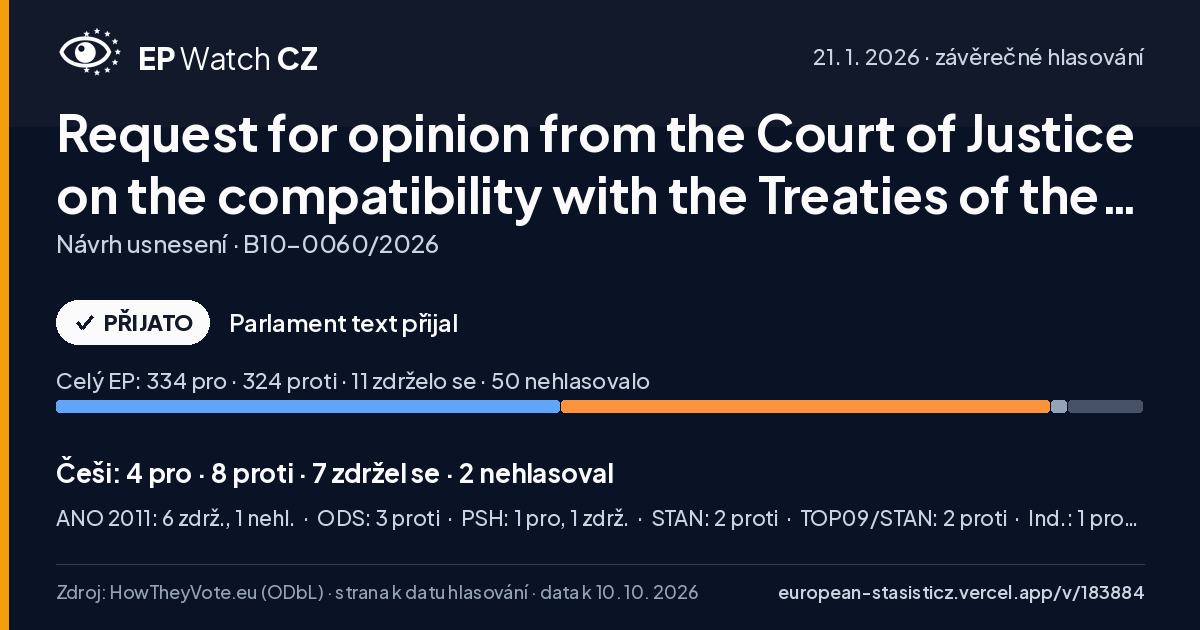 EP Watch CZ
21. 1. 2026 · závěrečné hlasování
Request for opinion from the Court of Justice
on the compatibility with the Treaties of the…
Návrh usnesení · B10-0060/2026
✓ PŘIJATO
Parlament text přijal
Celý EP: 334 pro · 324 proti · 11 zdrželo se · 50 nehlasovalo
Češi: 4 pro · 8 proti · 7 zdržel se · 2 nehlasoval
ANO 2011: 6 zdrž., 1 nehl. · ODS: 3 proti · PSH: 1 pro, 1 zdrž. · STAN: 2 proti · TOP09/STAN: 2 proti · Ind.: 1 pro…
Zdroj: HowTheyVote.eu (ODbL) · strana k datu hlasování · data k 10. 10. 2026
european-stasisticz.vercel.app/v/183884